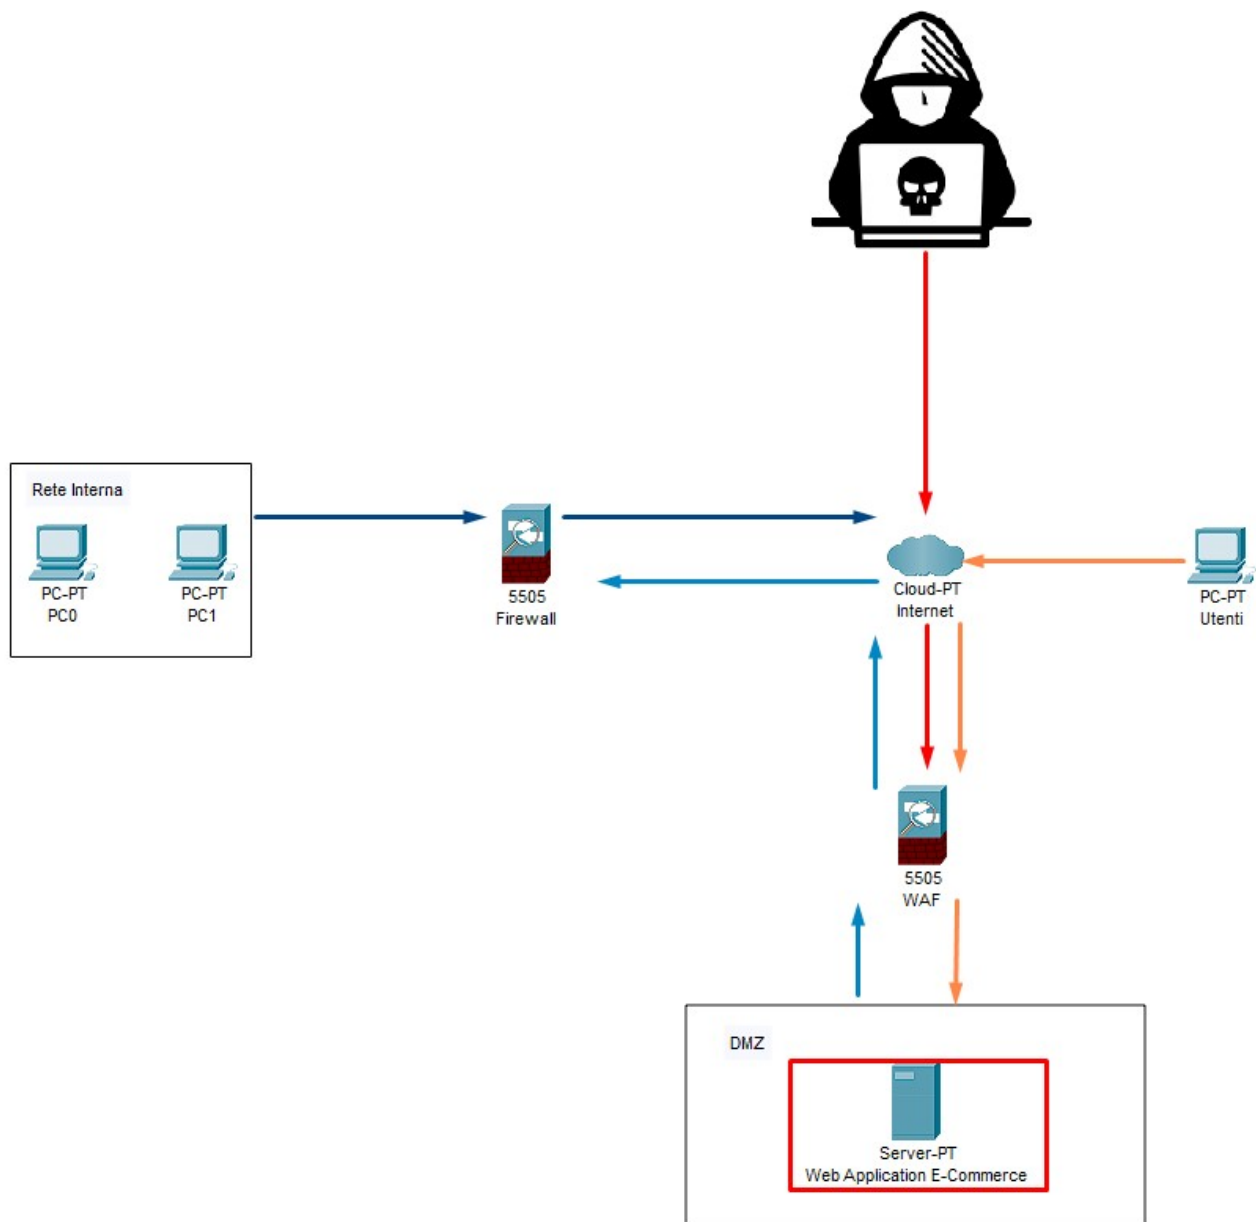 Rete Interna
PC-PT
PC0
PC-PT
PC1
5505
Firewall
Cloud-PT
Internet
PC-PT
Utenti
5505
WAF
DMZ
Server-PT
Web Application E-Commerce